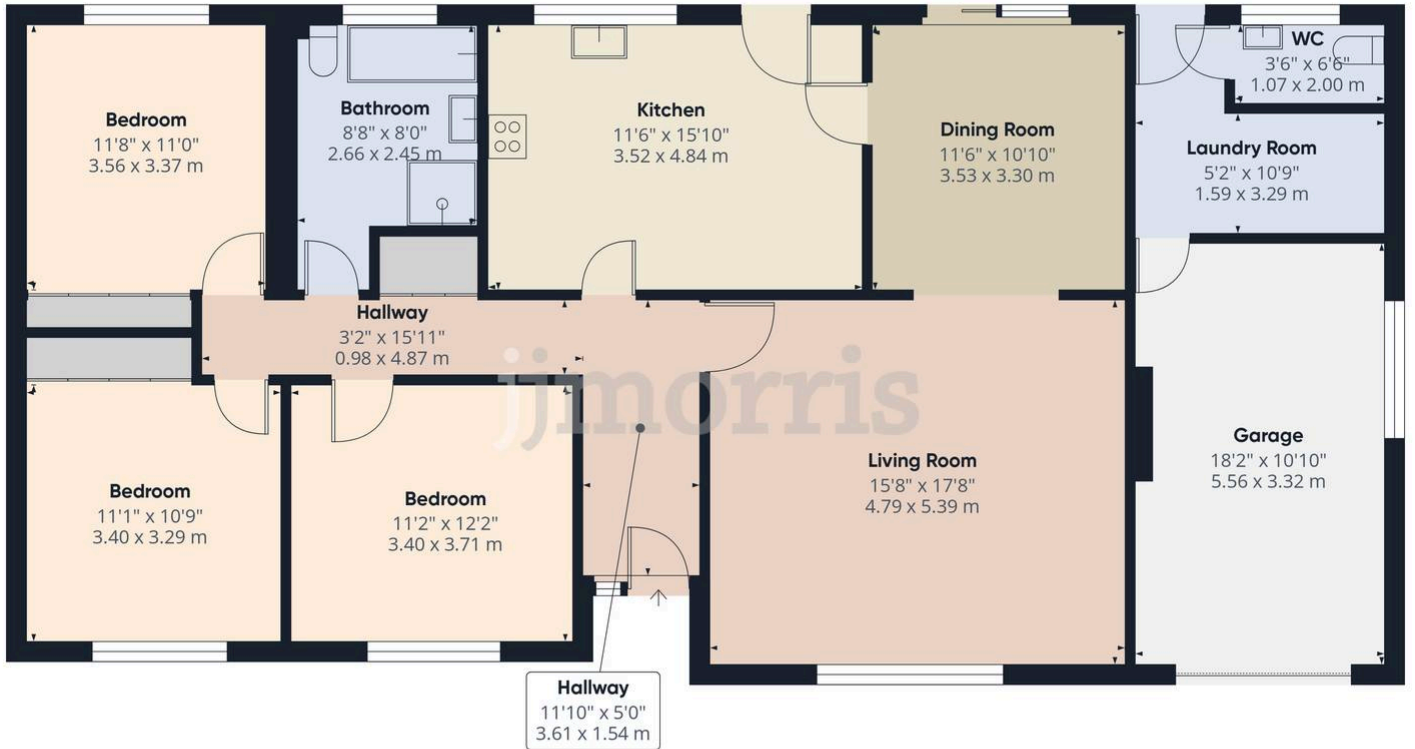 Bedroom
11'8" x 11'0"
3.56 x 3.37 m
Bathroom
8'8" x 8'0"
2.66 x 2.45 m
Kitchen
11'6" x 15'10"
3.52 x 4.84 m
Dining Room
11'6" x 10'10"
3.53 x 3.30 m
WC
3'6" x 6'6"
1.07 x 2.00 m
Laundry Room
5'2" x 10'9"
1.59 x 3.29 m
Hallway
3'2" x 15'11"
0.98 x 4.87 m
jjmorris
Bedroom
11'1" x 10'9"
3.40 x 3.29 m
Bedroom
11'2" x 12'2"
3.40 x 3.71 m
Living Room
15'8" x 17'8"
4.79 x 5.39 m
Garage
18'2" x 10'10"
5.56 x 3.32 m
Hallway
11'10" x 5'0"
3.61 x 1.54 m